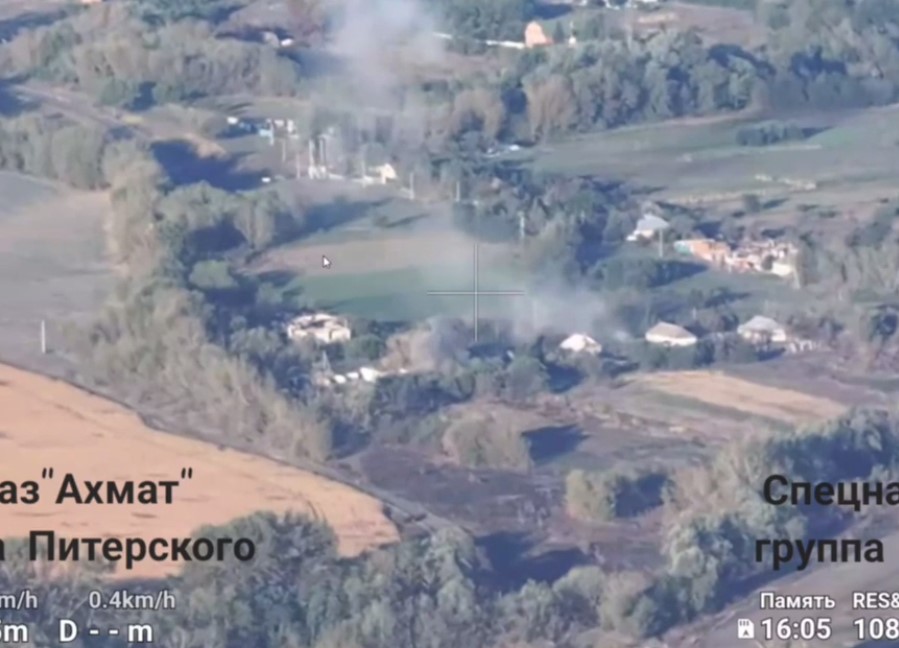 аз"Ахмат"
а Питерского
Спецна
группа
m/h 0.4km/h
m D -- m
Память RES&
16:05 108